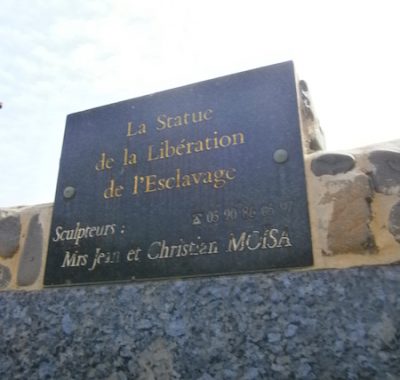 La Statue
de la Libération
de l'Esclavage
Sculpteurs : ☎ 05 90 86 05 97
Mrs Jean et Christian MOÏSA